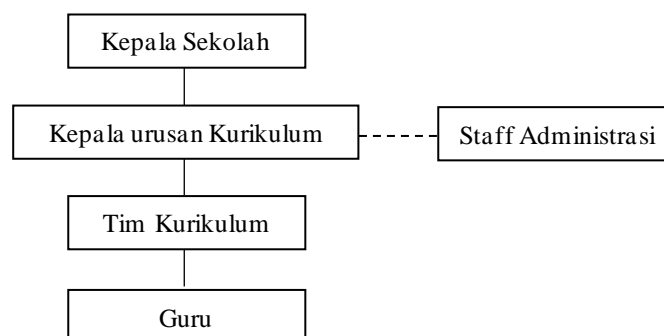 Kepala Sekolah
Kepala urusan Kurikulum
Staff Administrasi
Tim Kurikulum
Guru